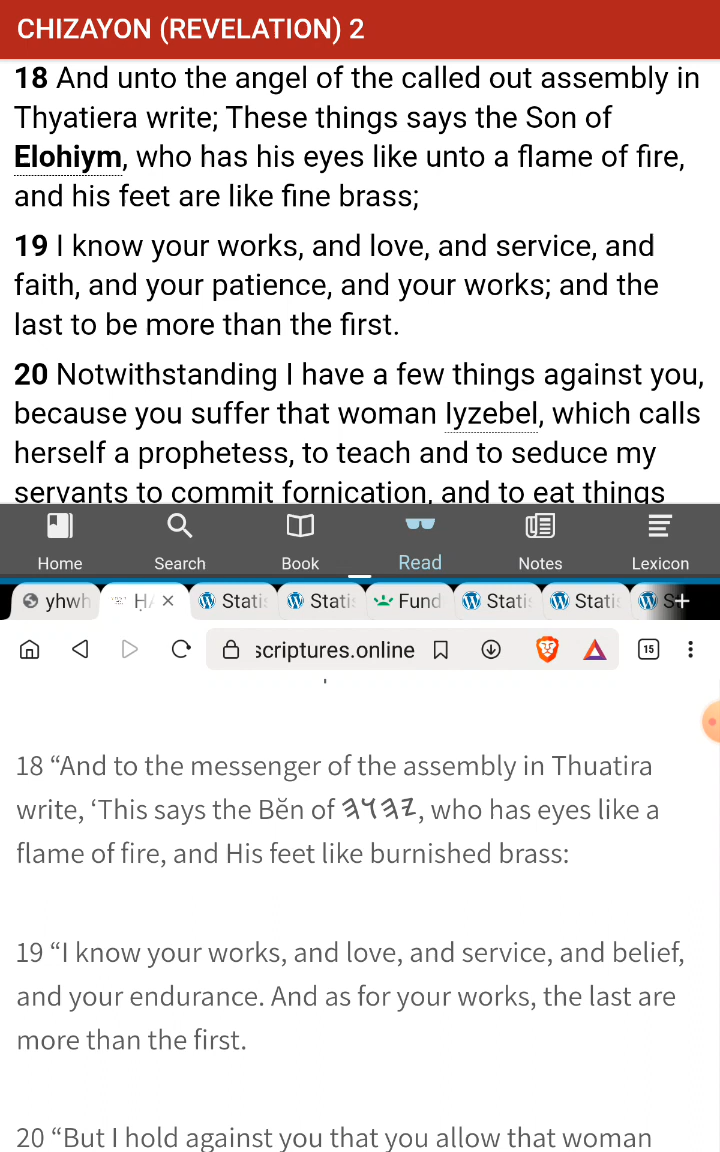 CHIZAYON (REVELATION) 2
18 And unto the angel of the called out assembly in
Thyatiera write; These things says the Son of
Elohiym, who has his eyes like unto a flame of fire,
and his feet are like fine brass;
19 I know your works, and love, and service, and
faith, and your patience, and your works; and the
last to be more than the first.
20 Notwithstanding I have a few things against you,
because you suffer that woman Iyzebel, which calls
herself a prophetess, to teach and to seduce my
servants to commit fornication, and to eat things
Home Search Book Read Notes Lexicon
yhwh Ḥ Stati Stati Fund Stati Stati S
scriptures.online 15
18 “And to the messenger of the assembly in Thuatira
write, ‘This says the Bĕn of 𐤉𐤄𐤅𐤄, who has eyes like a
flame of fire, and His feet like burnished brass:
19 “I know your works, and love, and service, and belief,
and your endurance. And as for your works, the last are
more than the first.
20 “But I hold against you that you allow that woman